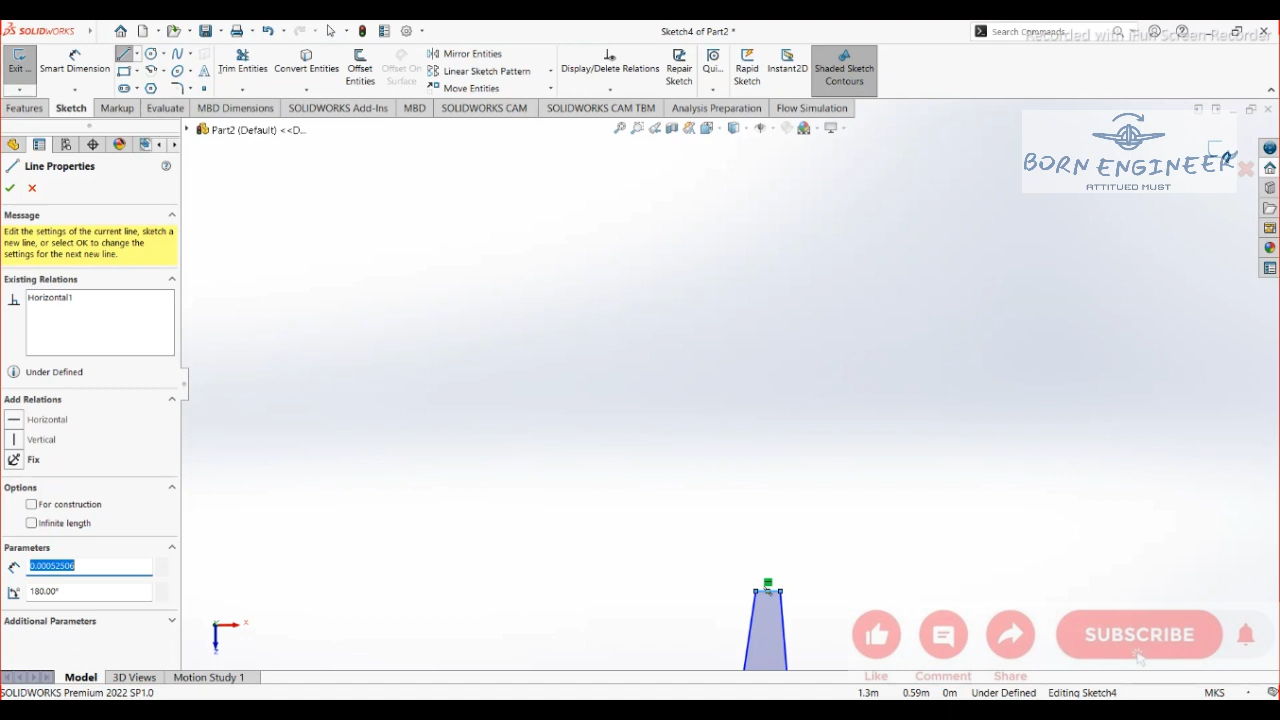 SOLIDWORKS
Sketch4 of Part2 *
Search Commands
Recorded with iFun Screen Recorder
Exit ...
Smart Dimension
Trim Entities
Convert Entities
Offset Entities
Offset On Surface
Mirror Entities
Linear Sketch Pattern
Move Entities
Display/Delete Relations
Repair Sketch
Qui...
Rapid Sketch
Instant2D
Shaded Sketch Contours
Features
Sketch
Markup
Evaluate
MBD Dimensions
SOLIDWORKS Add-Ins
MBD
SOLIDWORKS CAM
SOLIDWORKS CAM TBM
Analysis Preparation
Flow Simulation
Part2 (Default) <<D...
BORN ENGINEER
ATTITUED MUST
Line Properties
Message
Edit the settings of the current line, sketch a
new line, or select OK to change the
settings for the next new line.
Existing Relations
Horizontal1
Under Defined
Add Relations
Horizontal
Vertical
Fix
Options
For construction
Infinite length
Parameters
0.00052506
180.00°
Additional Parameters
x
z
SUBSCRIBE
Like
Comment
Share
Model
3D Views
Motion Study 1
SOLIDWORKS Premium 2022 SP1.0
1.3m
0.59m
0m
Under Defined
Editing Sketch4
MKS